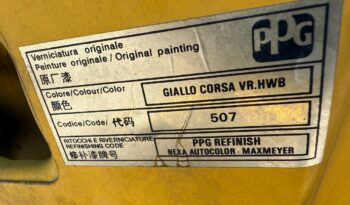 Verniciatura originale
Peinture originale / Original painting
原厂漆
PPG
Colore/Colour/Color
颜色
GIALLO CORSA VR.HWB
Codice/Code/代码
507
RITOCCHI E RIVERNICIATURE
REFINISHING CODE
修补漆牌号
PPG REFINISH
NEXA AUTOCOLOR - MAXMEYER